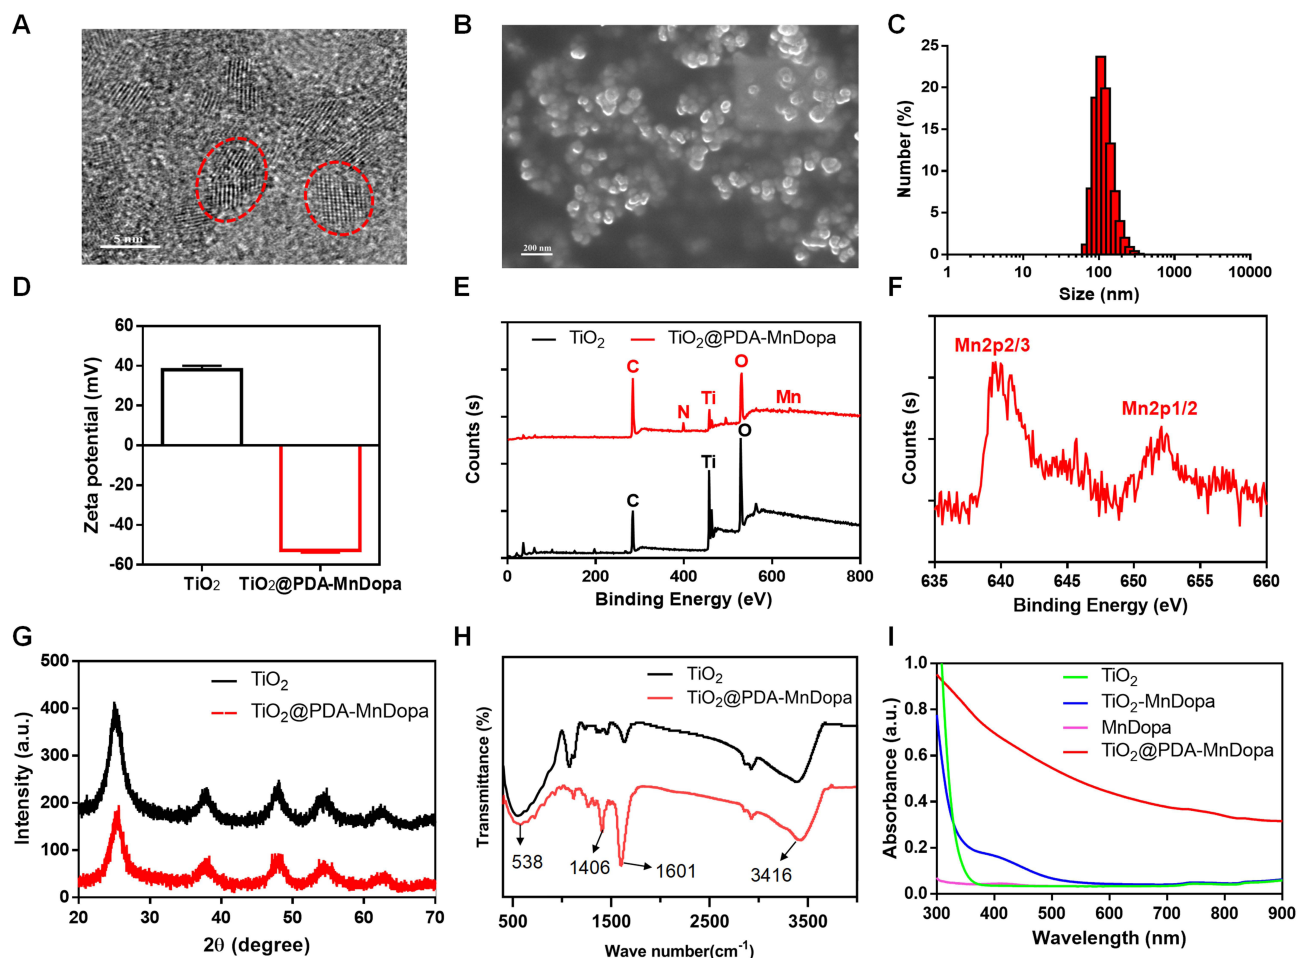 A
5 nm
B
200 nm
C
25
20
15
10
5
0
Number (%)
1
10
100
1000
10000
Size (nm)
D
60
40
20
0
-20
-40
-60
Zeta potential (mV)
TiO2
TiO2@PDA-MnDopa
E
TiO2
TiO2@PDA-MnDopa
C
N
Ti
O
Mn
C
Ti
O
Counts (s)
0
200
400
600
800
Binding Energy (eV)
F
Mn2p2/3
Mn2p1/2
Counts (s)
635
640
645
650
655
660
Binding Energy (eV)
G
500
400
300
200
100
0
Intensity (a.u.)
TiO2
TiO2@PDA-MnDopa
20
30
40
50
60
70
2θ (degree)
H
TiO2
TiO2@PDA-MnDopa
Transmittance (%)
538
1406
1601
3416
500
1500
2500
3500
Wave number(cm-1)
I
1.0
0.8
0.6
0.4
0.2
0.0
Absorbance (a.u.)
TiO2
TiO2-MnDopa
MnDopa
TiO2@PDA-MnDopa
300
400
500
600
700
800
900
Wavelength (nm)